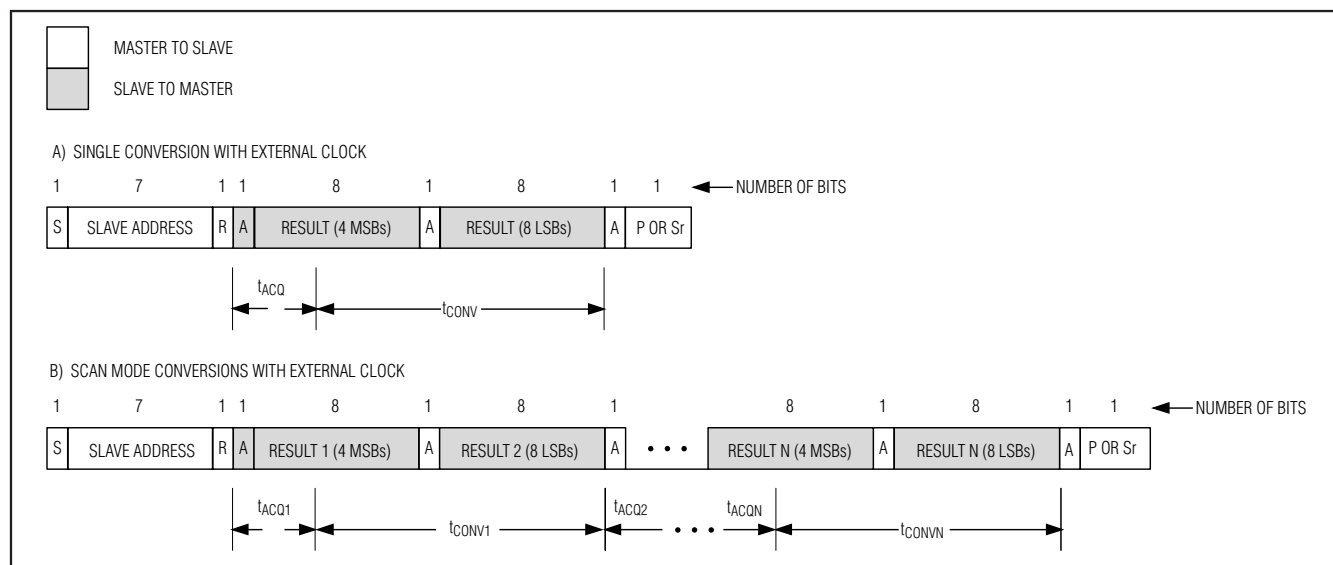 MASTER TO SLAVE
SLAVE TO MASTER
A) SINGLE CONVERSION WITH EXTERNAL CLOCK
1 7 1 1 8 1 8 1 1 NUMBER OF BITS
S SLAVE ADDRESS R A RESULT (4 MSBs) A RESULT (8 LSBs) A P OR Sr
tACQ
tCONV
B) SCAN MODE CONVERSIONS WITH EXTERNAL CLOCK
1 7 1 1 8 1 8 1 8 1 8 1 1 NUMBER OF BITS
S SLAVE ADDRESS R A RESULT 1 (4 MSBs) A RESULT 2 (8 LSBs) A • • • RESULT N (4 MSBs) A RESULT N (8 LSBs) A P OR Sr
tACQ1 tACQ2 tACQN
tCONV1 • • • tCONVN